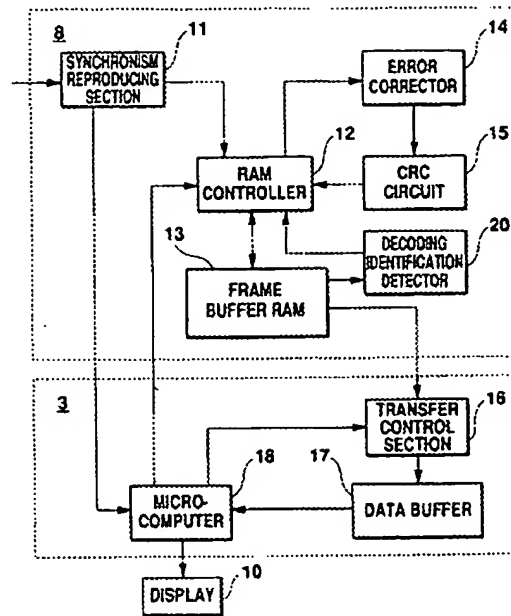 8
11
SYNCHRONISM
REPRODUCING
SECTION
14
ERROR
CORRECTOR
12
RAM
CONTROLLER
15
CRC
CIRCUIT
13
FRAME
BUFFER RAM
20
DECODING
IDENTIFICATION
DETECTOR
3
16
TRANSFER
CONTROL
SECTION
18
MICRO-
COMPUTER
17
DATA BUFFER
DISPLAY
10